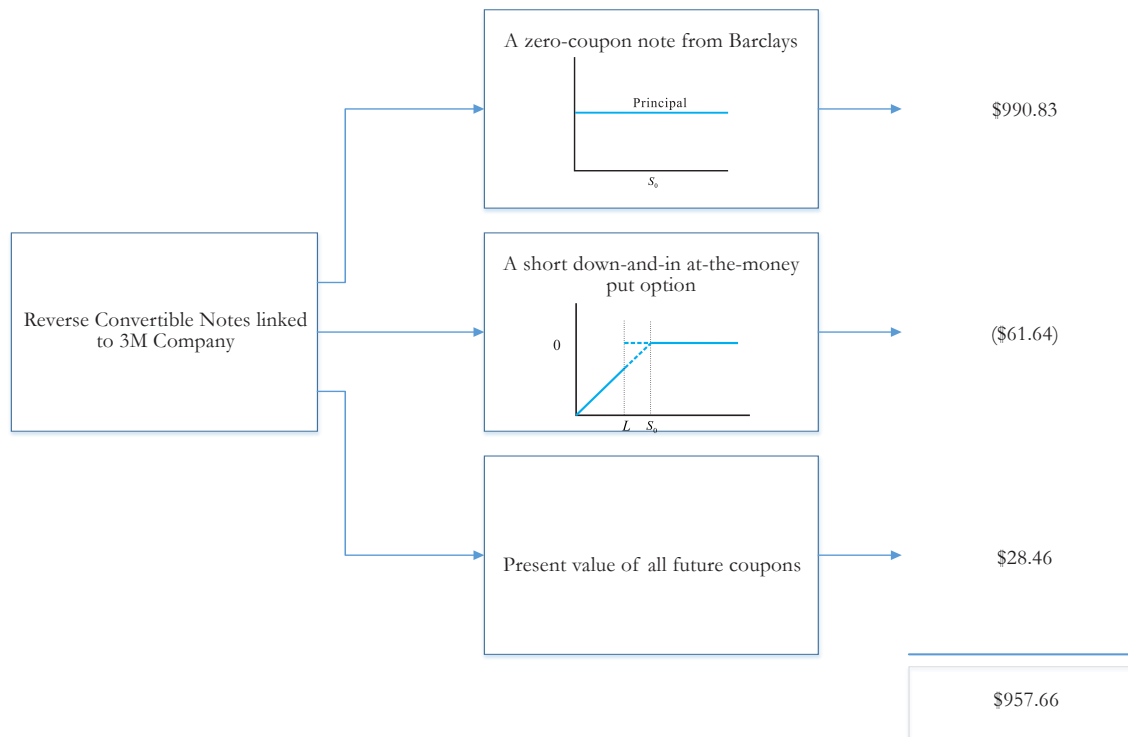 A zero-coupon note from Barclays
Principal
S₀
$990.83
Reverse Convertible Notes linked
to 3M Company
A short down-and-in at-the-money
put option
0
L S₀
($61.64)
Present value of all future coupons
$28.46
$957.66